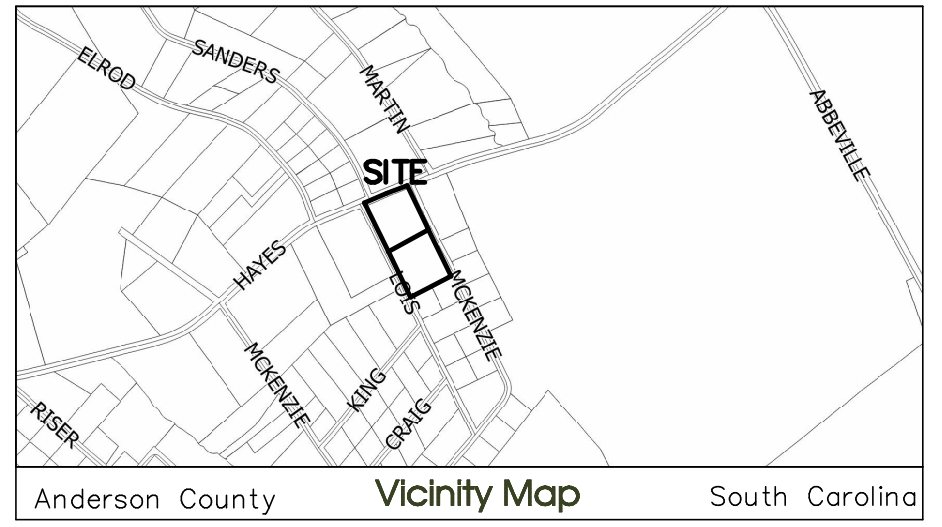 SANDERS
ELROD
MARTIN
ABBEVILLE
SITE
HAYES
LOIS
MCKENZIE
MCKENZIE
KING
CRAIG
RISER
Anderson County
Vicinity Map
South Carolina